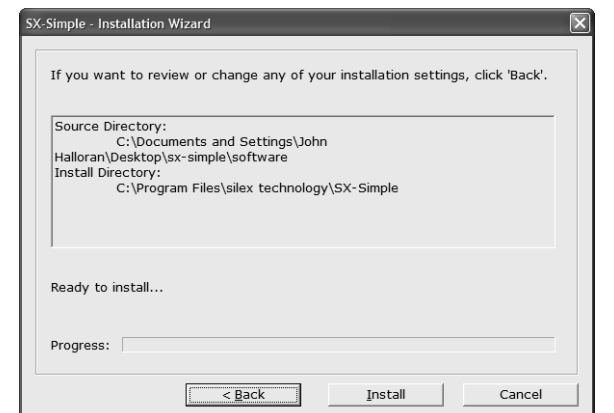 SX-Simple - Installation Wizard
If you want to review or change any of your installation settings, click 'Back'.
Source Directory:
C:\Documents and Settings\John
Halloran\Desktop\sx-simple\software
Install Directory:
C:\Program Files\silex technology\SX-Simple
Ready to install...
Progress:
< Back
Install
Cancel